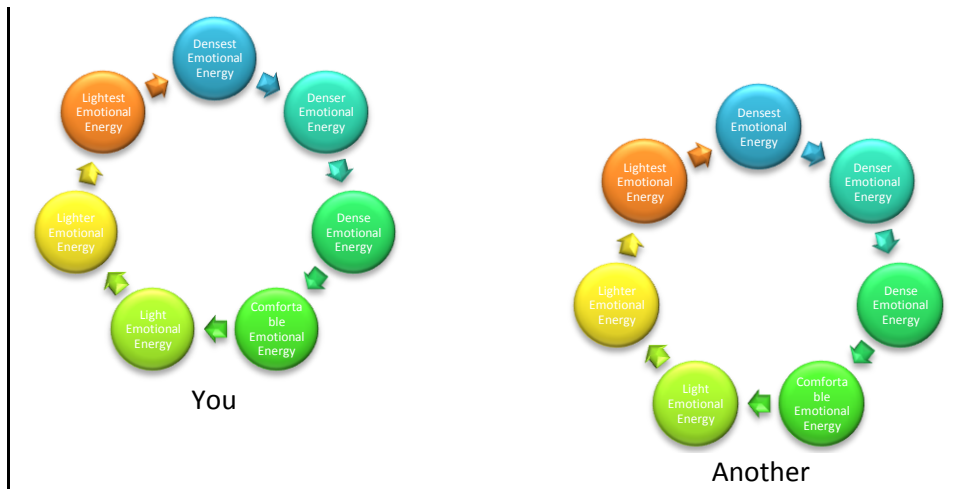 Densest
Emotional
Energy
Denser
Emotional
Energy
Dense
Emotional
Energy
Comforta
ble
Emotional
Energy
Light
Emotional
Energy
Lighter
Emotional
Energy
Lightest
Emotional
Energy
You
Densest
Emotional
Energy
Denser
Emotional
Energy
Dense
Emotional
Energy
Comforta
ble
Emotional
Energy
Light
Emotional
Energy
Lighter
Emotional
Energy
Lightest
Emotional
Energy
Another